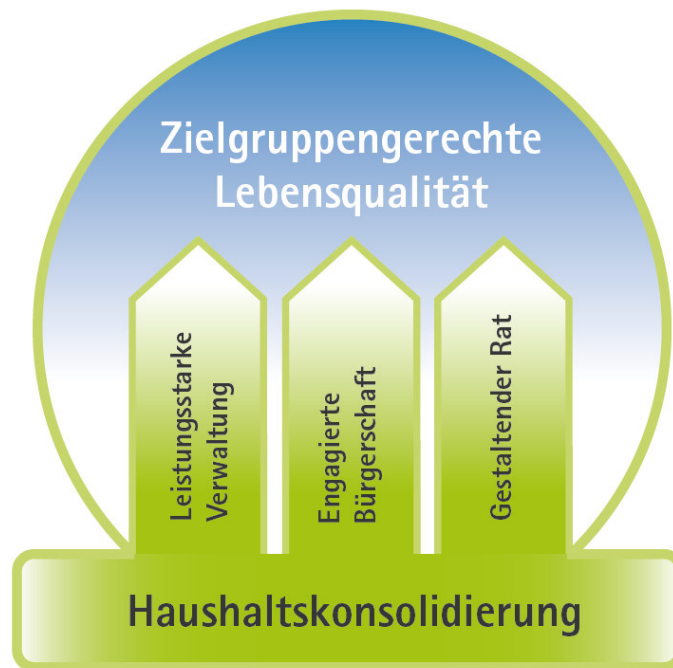 Zielgruppengerechte
Lebensqualität
Leistungsstarke
Verwaltung
Engagierte
Bürgerschaft
Gestaltender Rat
Haushaltskonsolidierung